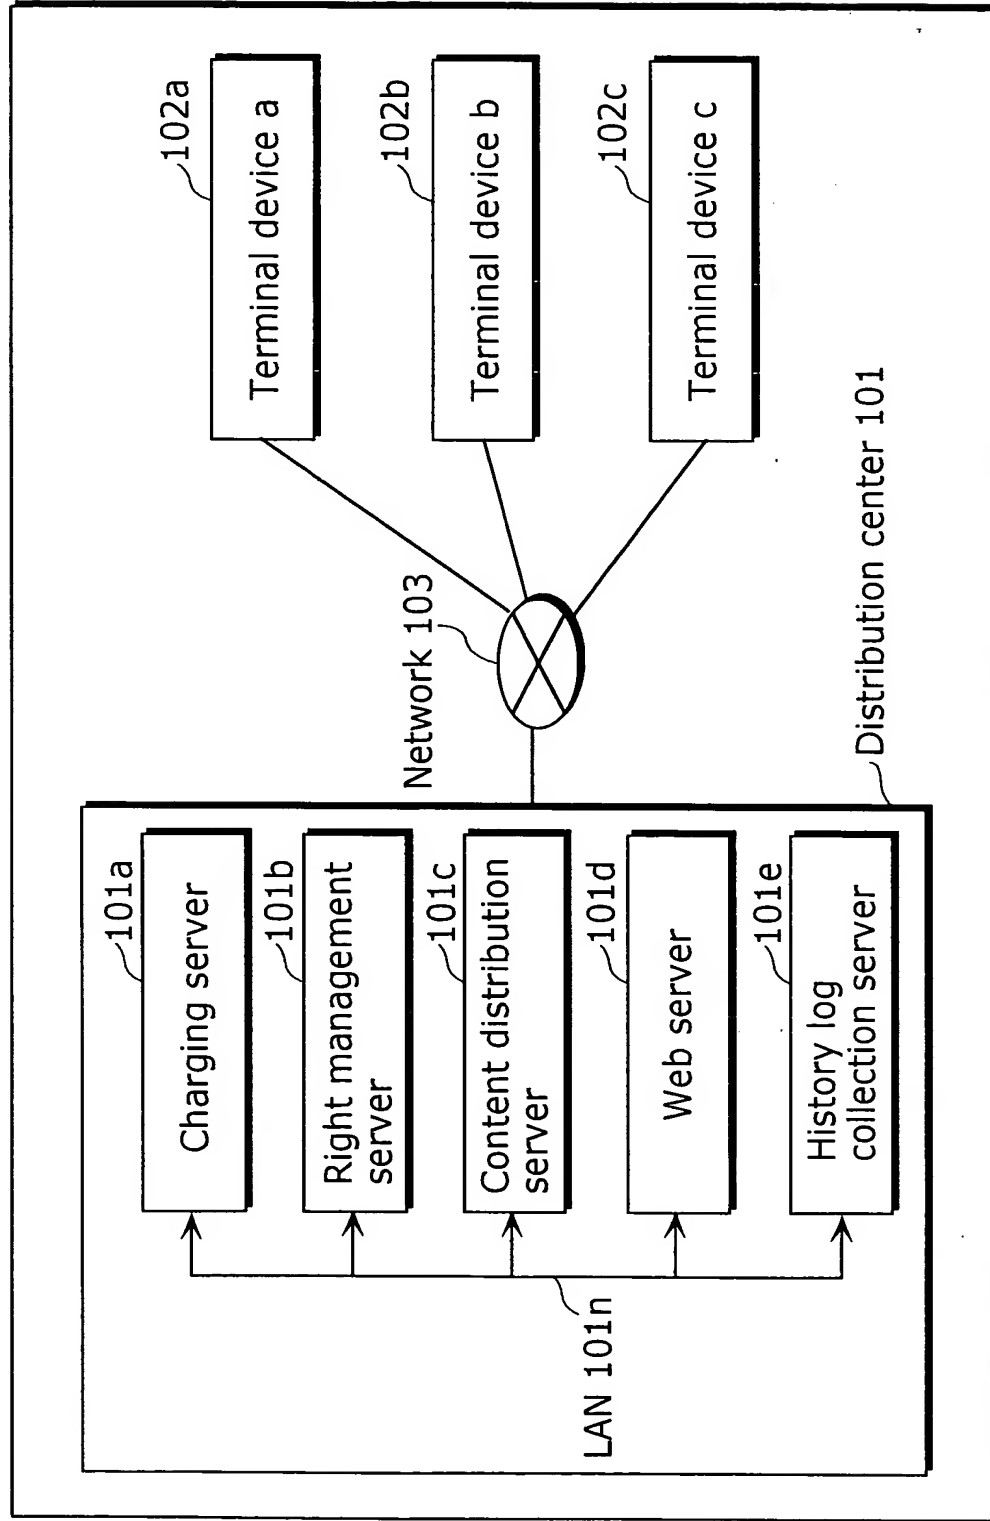 101a
Charging server
101b
Right management
server
101c
Content distribution
server
101d
Web server
101e
History log
collection server
LAN 101n
Distribution center 101
Network 103
102a
Terminal device a
102b
Terminal device b
102c
Terminal device c